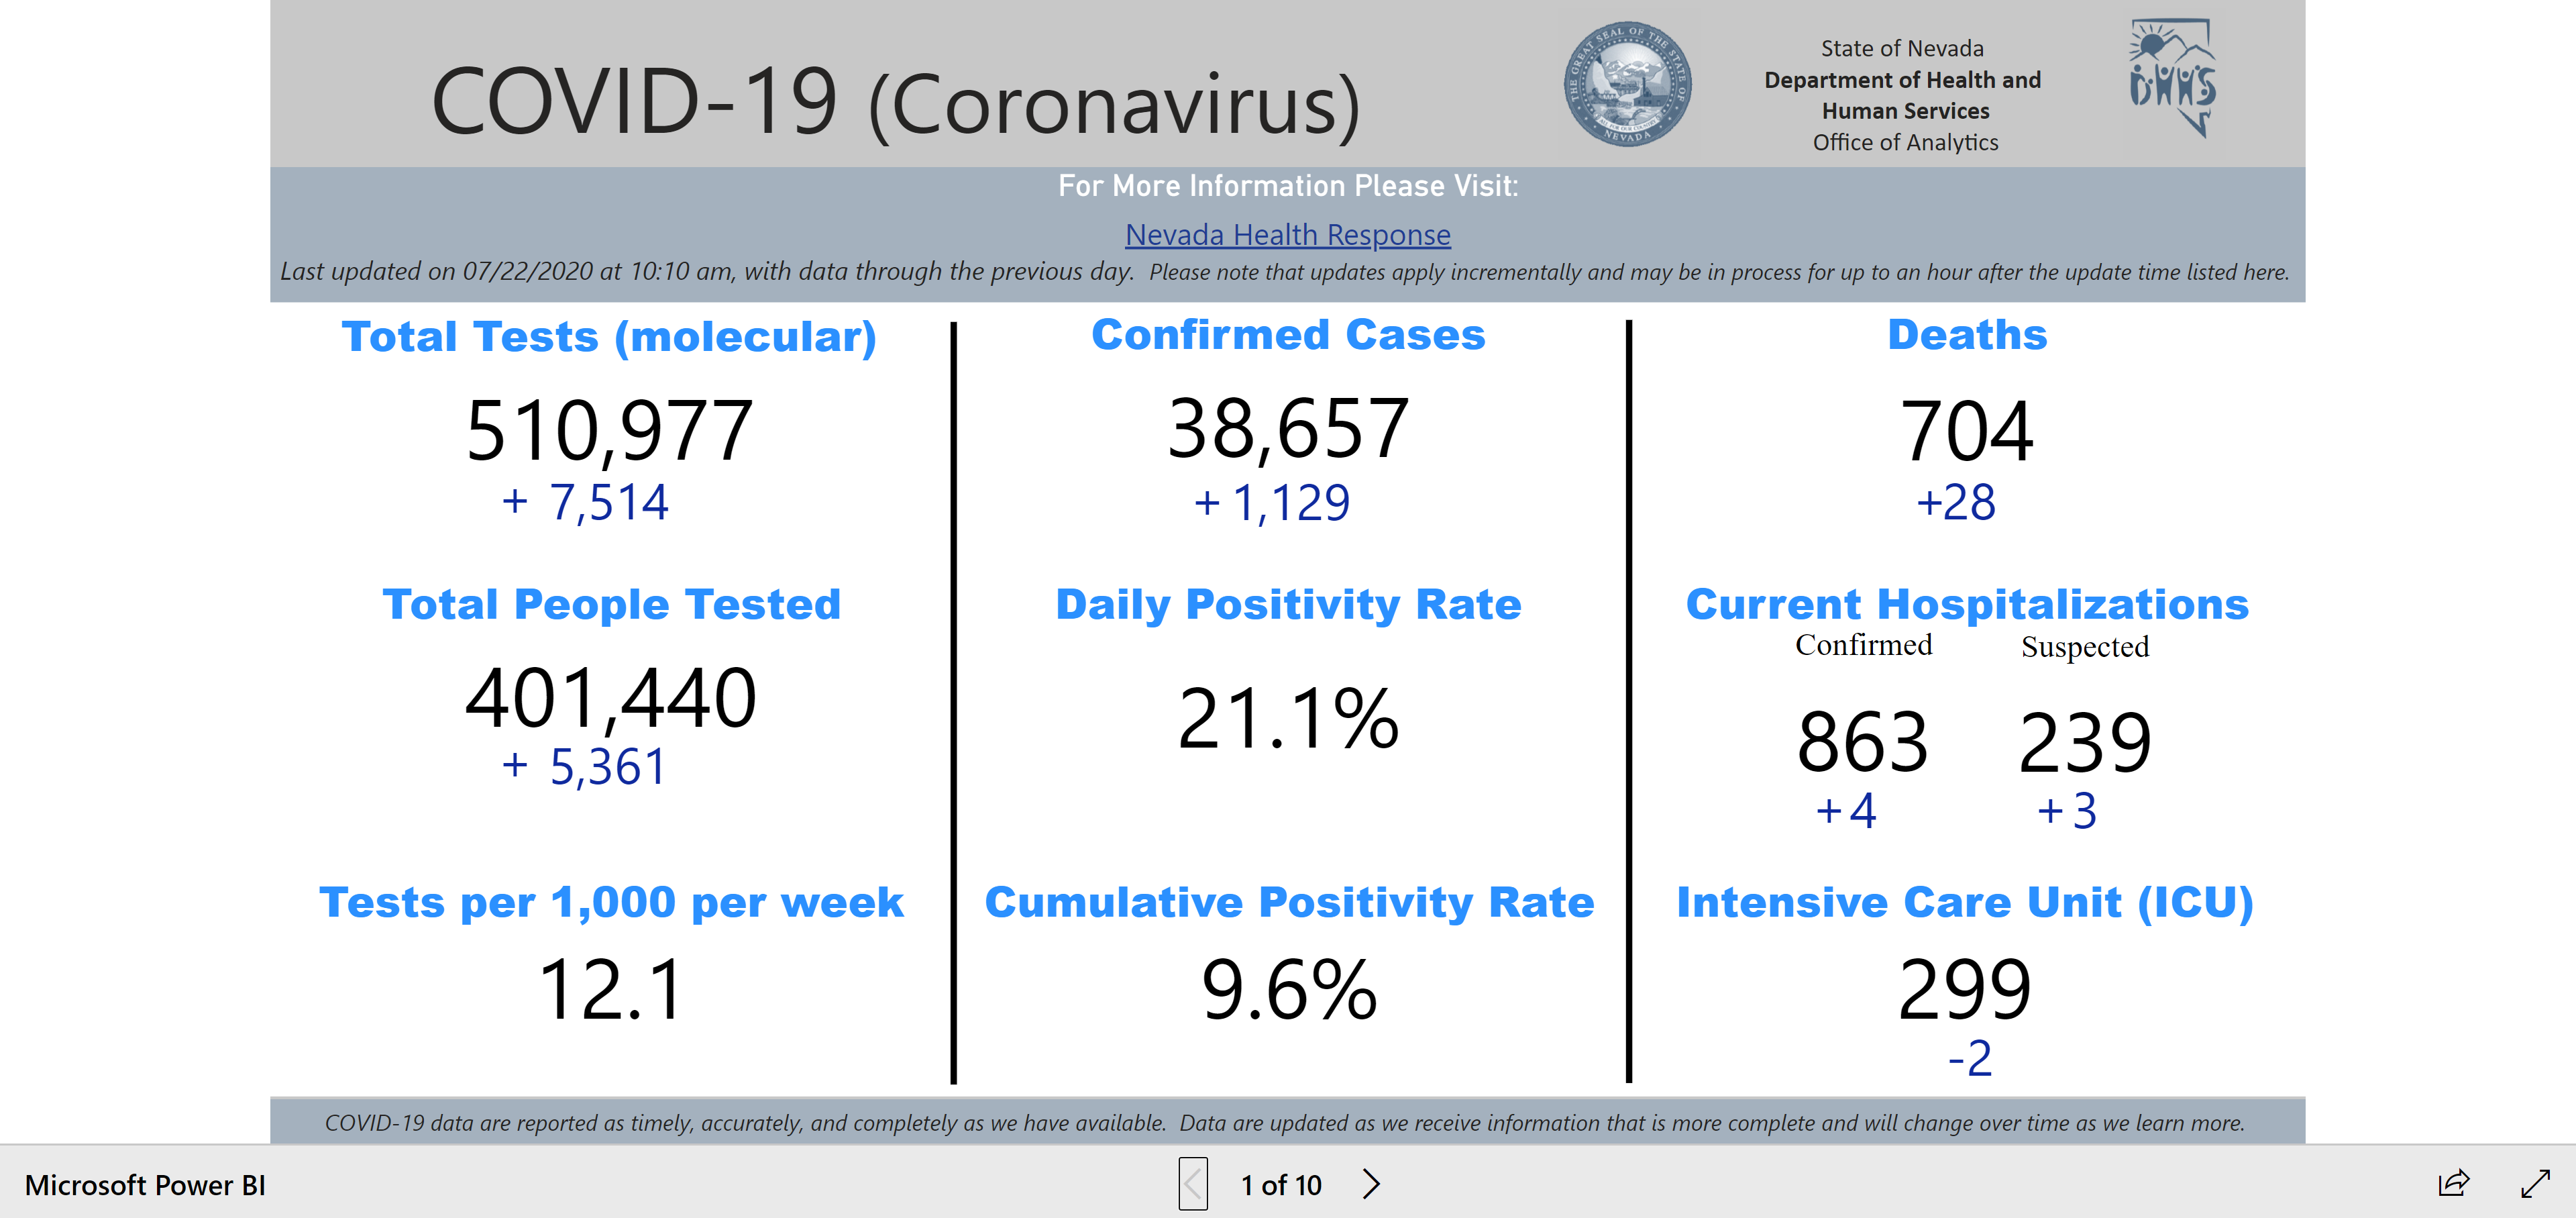 COVID-19 (Coronavirus)
THE GREAT SEAL OF THE STATE OF
NEVADA
ALL FOR OUR COUNTRY
State of Nevada
Department of Health and
Human Services
Office of Analytics
DHHS
For More Information Please Visit:
Nevada Health Response
Last updated on 07/22/2020 at 10:10 am, with data through the previous day.  Please note that updates apply incrementally and may be in process for up to an hour after the update time listed here.
Total Tests (molecular)
510,977
+ 7,514
Total People Tested
401,440
+ 5,361
Tests per 1,000 per week
12.1
Confirmed Cases
38,657
+ 1,129
Daily Positivity Rate
21.1%
Cumulative Positivity Rate
9.6%
Deaths
704
+28
Current Hospitalizations
Confirmed Suspected
863 239
+4 +3
Intensive Care Unit (ICU)
299
-2
COVID-19 data are reported as timely, accurately, and completely as we have available.  Data are updated as we receive information that is more complete and will change over time as we learn more.
Microsoft Power BI
1 of 10